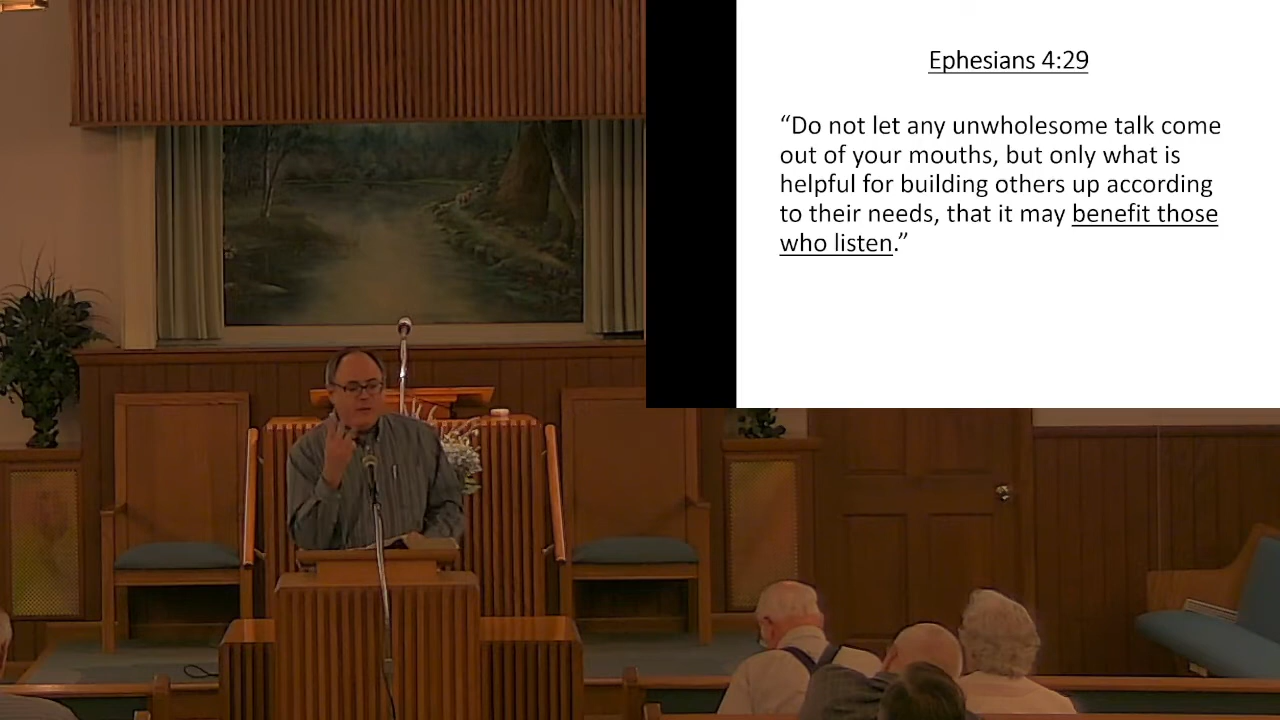 Ephesians 4:29
“Do not let any unwholesome talk come
out of your mouths, but only what is
helpful for building others up according
to their needs, that it may benefit those
who listen.”